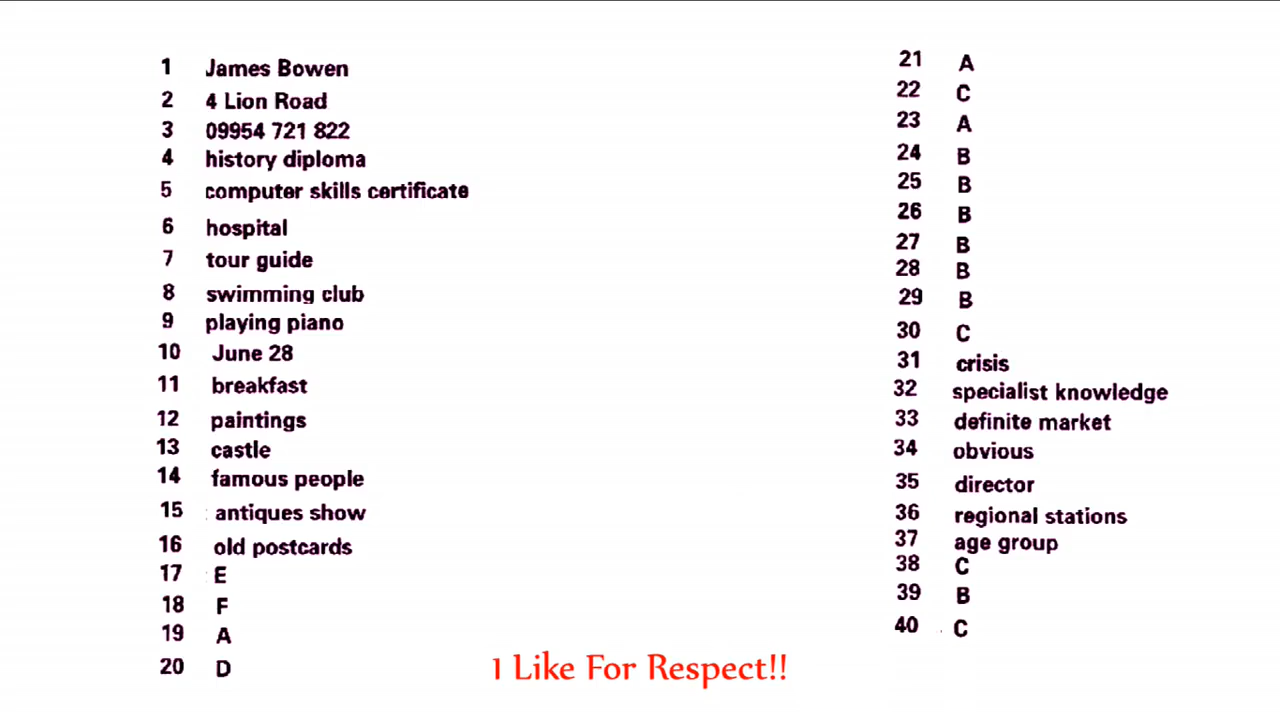 1 James Bowen
2 4 Lion Road
3 09954 721 822
4 history diploma
5 computer skills certificate
6 hospital
7 tour guide
8 swimming club
9 playing piano
10 June 28
11 breakfast
12 paintings
13 castle
14 famous people
15 antiques show
16 old postcards
17 E
18 F
19 A
20 D
21 A
22 C
23 A
24 B
25 B
26 B
27 B
28 B
29 B
30 C
31 crisis
32 specialist knowledge
33 definite market
34 obvious
35 director
36 regional stations
37 age group
38 C
39 B
40 C
1 Like For Respect!!